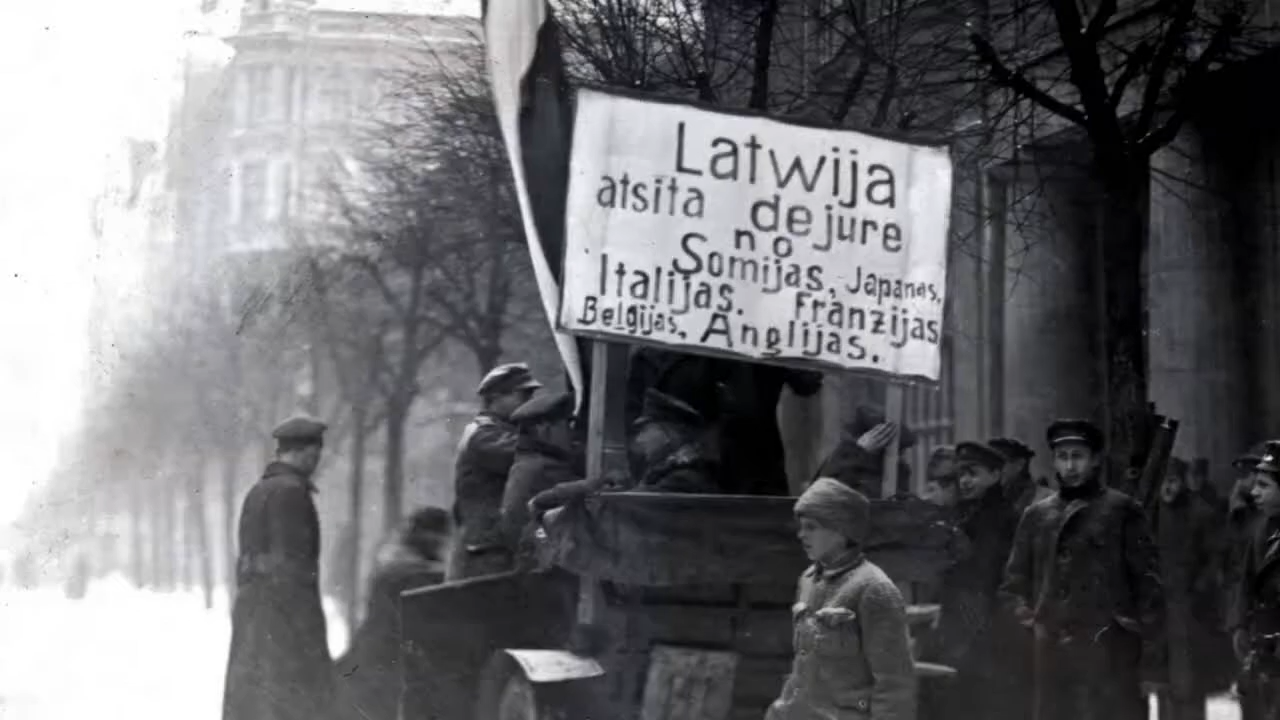 Latwija
atsita dejure
no
Somijas, Japanas,
Italijas. Franzijas
Belgijas. Anglijas.